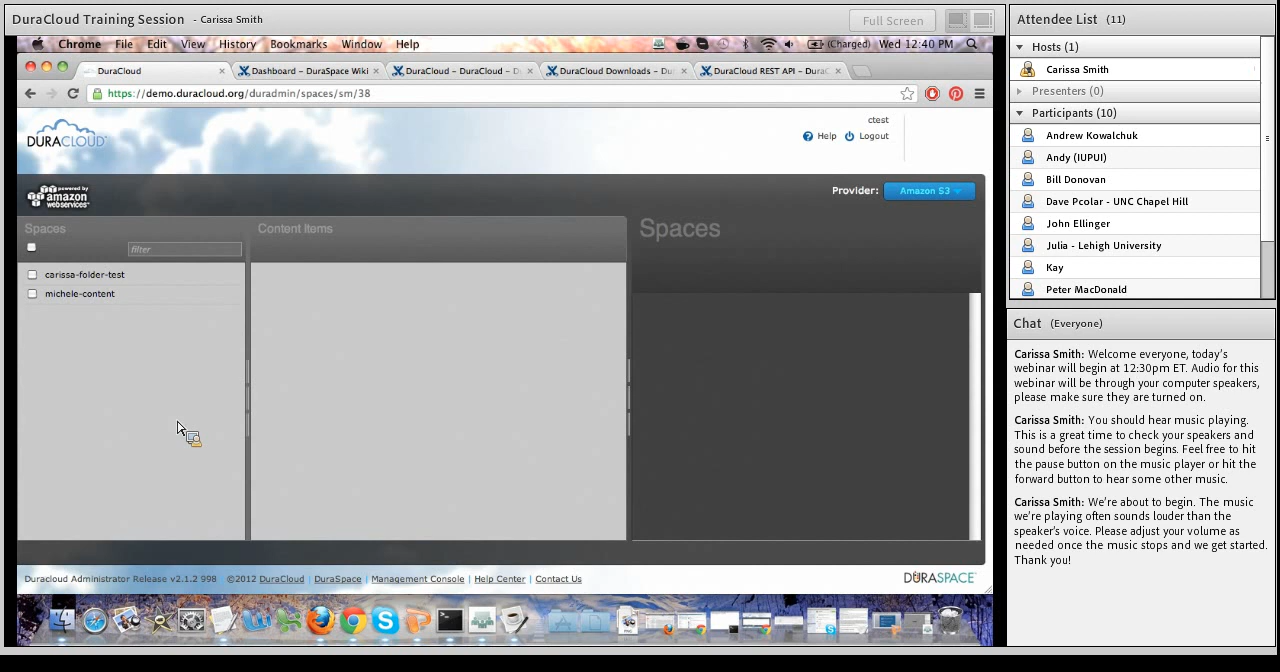 DuraCloud Training Session - Carissa Smith
Full Screen
Chrome File Edit View History Bookmarks Window Help
(Charged) Wed 12:40 PM
DuraCloud
Dashboard – DuraSpace Wiki
DuraCloud – DuraCloud – D
DuraCloud Downloads – Du
DuraCloud REST API – Dura
https://demo.duracloud.org/duradmin/spaces/sm/38
DURACLOUD
ctest
Help Logout
powered by
amazon
webservices
Provider: Amazon S3
Spaces
filter
carissa-folder-test
michele-content
Content Items
Spaces
Duracloud Administrator Release v2.1.2 998 ©2012 DuraCloud | DuraSpace | Management Console | Help Center | Contact Us
DURASPACE
Attendee List (11)
Hosts (1)
Carissa Smith
Presenters (0)
Participants (10)
Andrew Kowalchuk
Andy (IUPUI)
Bill Donovan
Dave Pcolar - UNC Chapel Hill
John Ellinger
Julia - Lehigh University
Kay
Peter MacDonald
Chat (Everyone)
Carissa Smith: Welcome everyone, today's
webinar will begin at 12:30pm ET. Audio for this
webinar will be through your computer speakers,
please make sure they are turned on.
Carissa Smith: You should hear music playing.
This is a great time to check your speakers and
sound before the session begins. Feel free to hit
the pause button on the music player or hit the
forward button to hear some other music.
Carissa Smith: We're about to begin. The music
we're playing often sounds louder than the
speaker's voice. Please adjust your volume as
needed once the music stops and we get started.
Thank you!